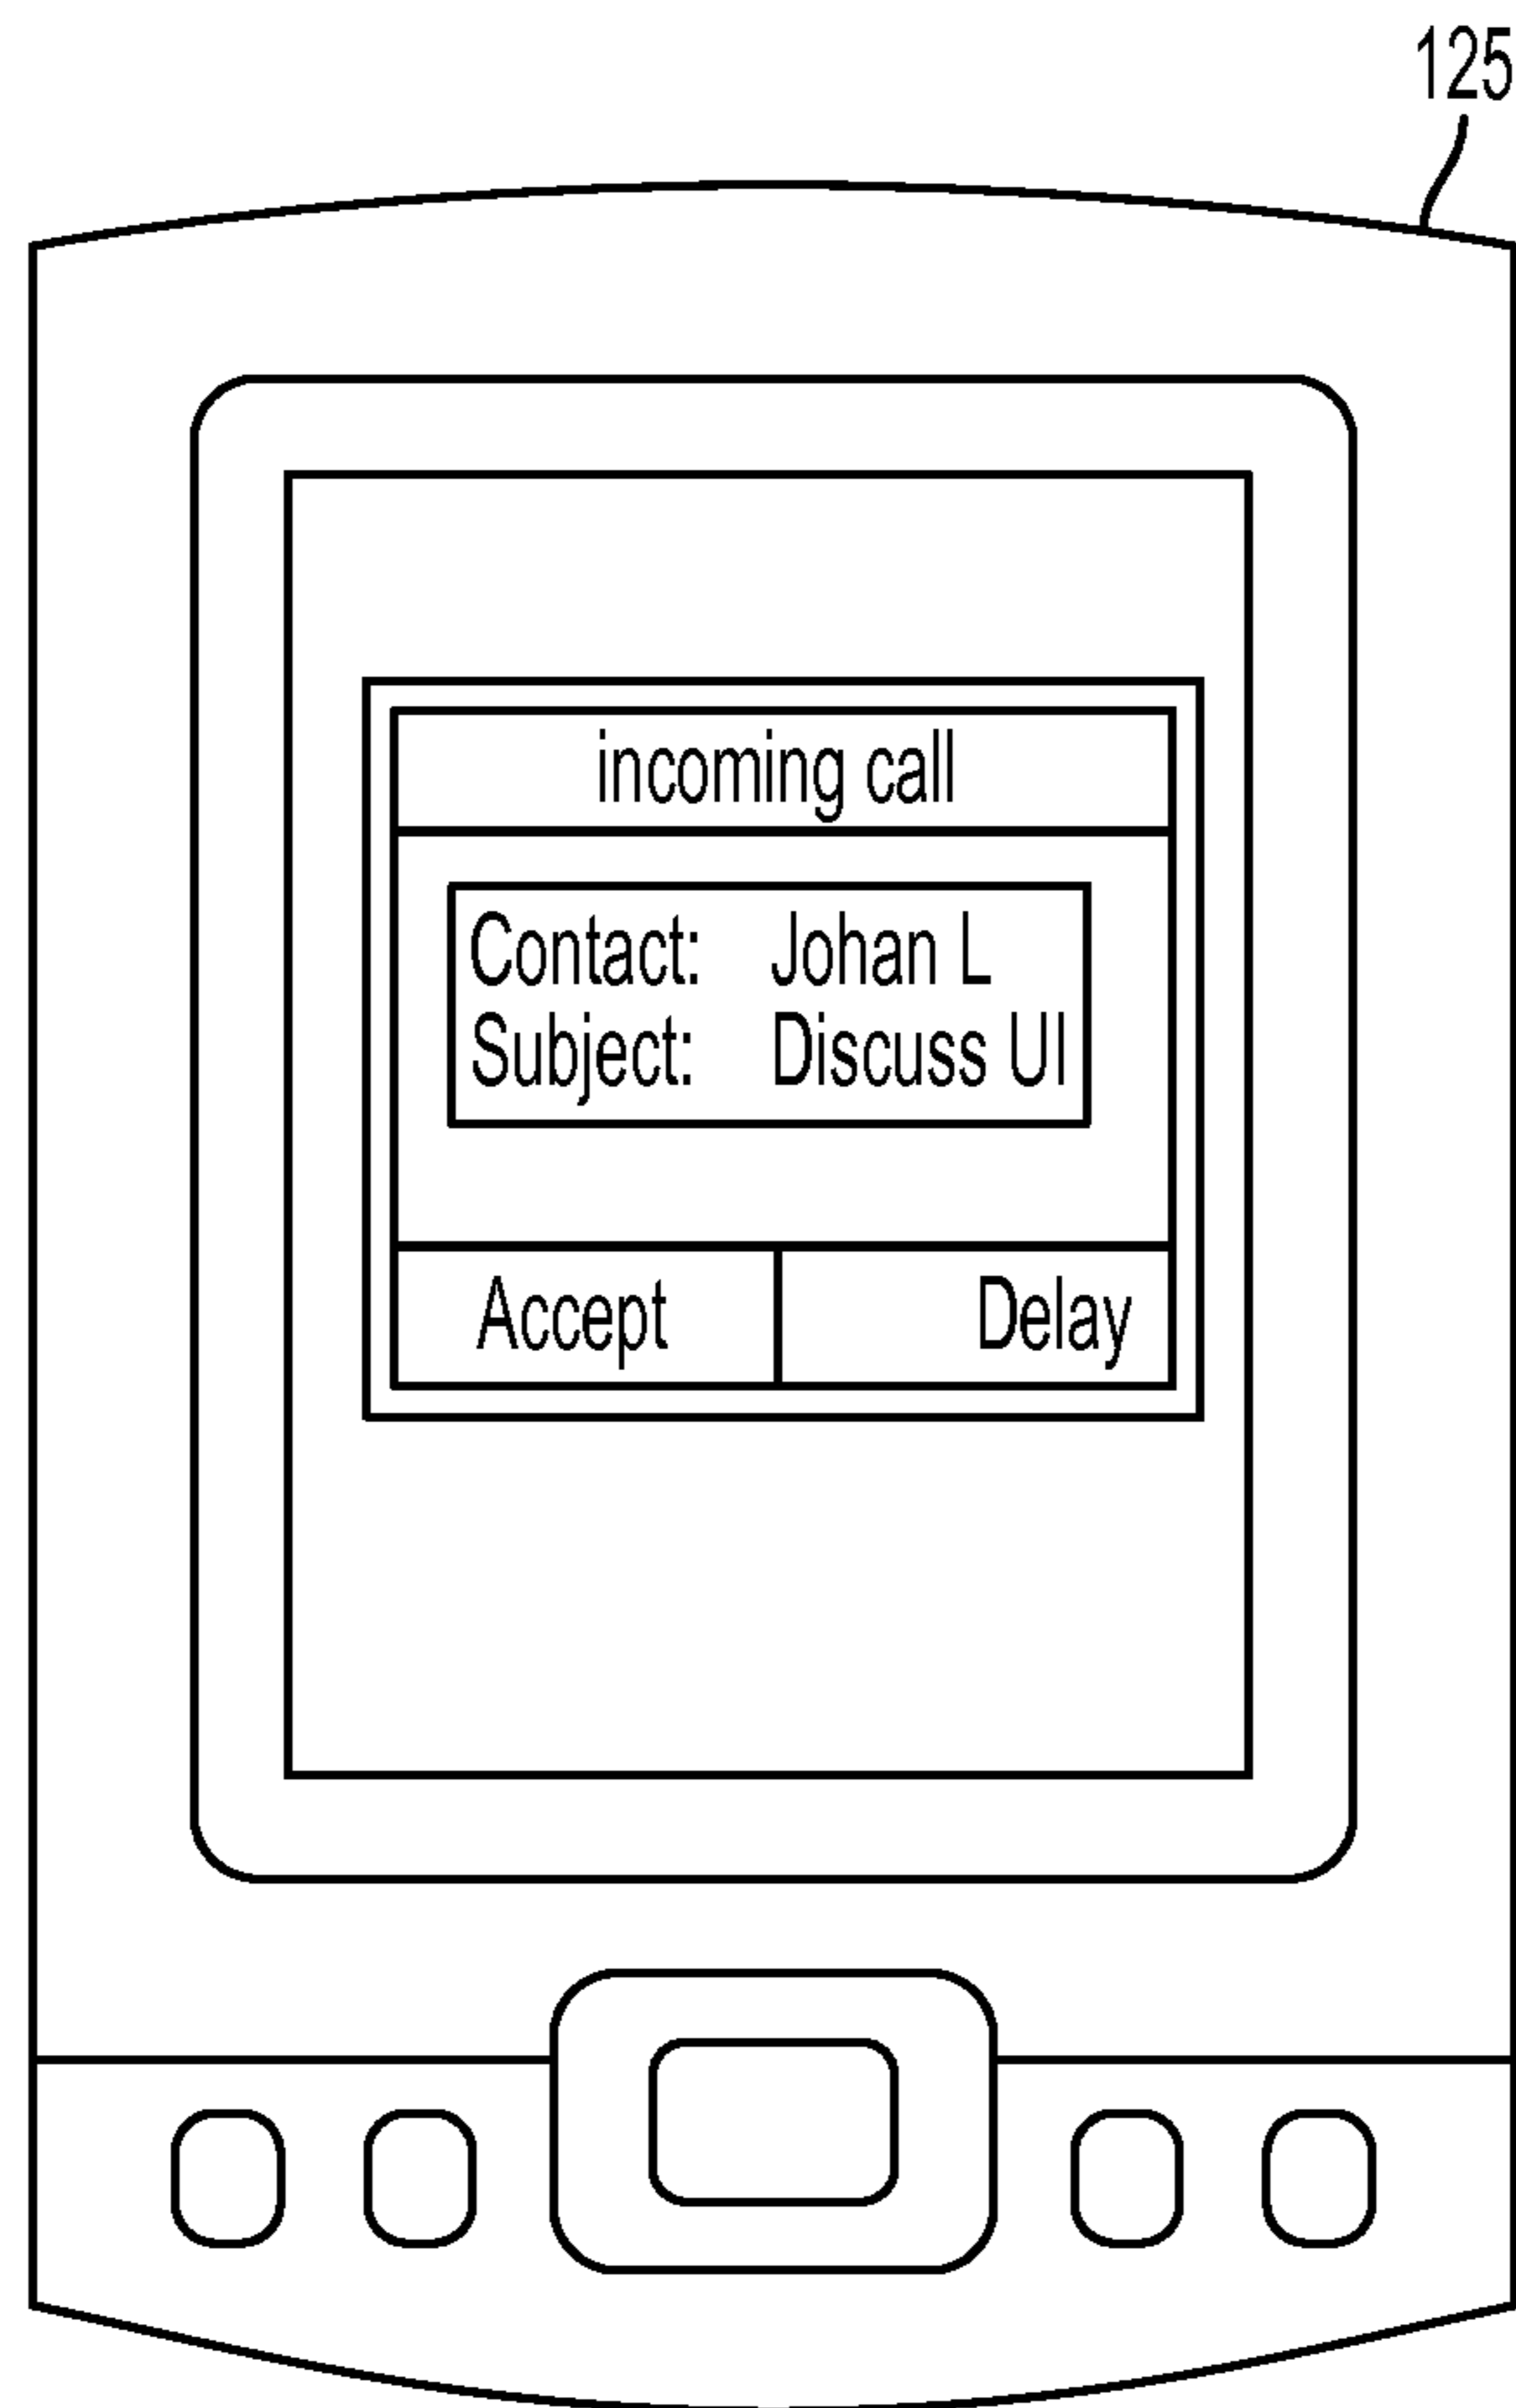 125
incoming call
Contact: Johan L
Subject: Discuss UI
Accept Delay